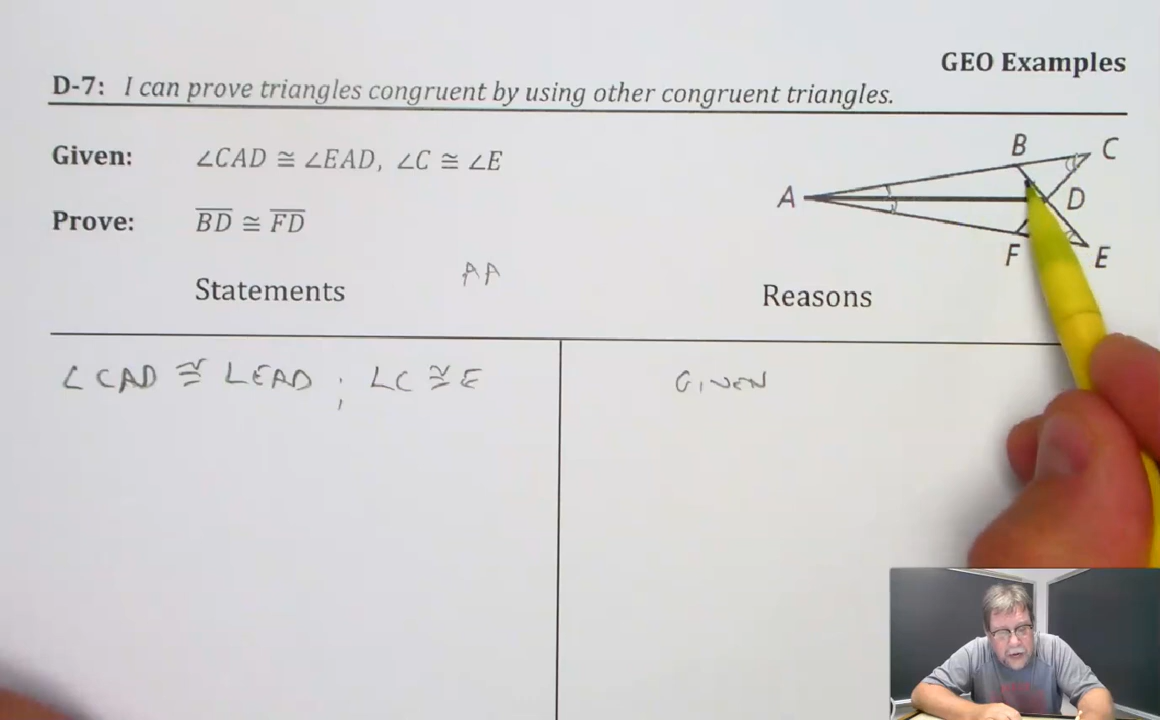 GEO Examples
D-7: I can prove triangles congruent by using other congruent triangles.
Given: ∠CAD ≅ ∠EAD, ∠C ≅ ∠E
Prove: BD ≅ FD
A B C D F E
AA
Statements Reasons
∠CAD ≅ ∠EAD ; ∠C ≅ E GIVEN